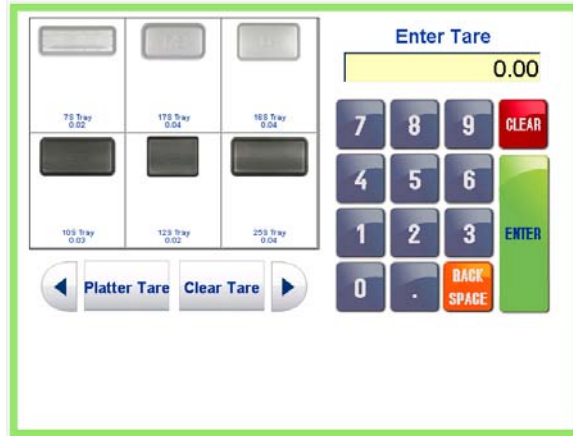 7S Tray
0.02
17S Tray
0.04
16S Tray
0.04
10S Tray
0.03
12S Tray
0.02
25S Tray
0.04
Platter Tare
Clear Tare
Enter Tare
0.00
7 8 9 CLEAR
4 5 6
1 2 3 ENTER
0 . BACK
SPACE